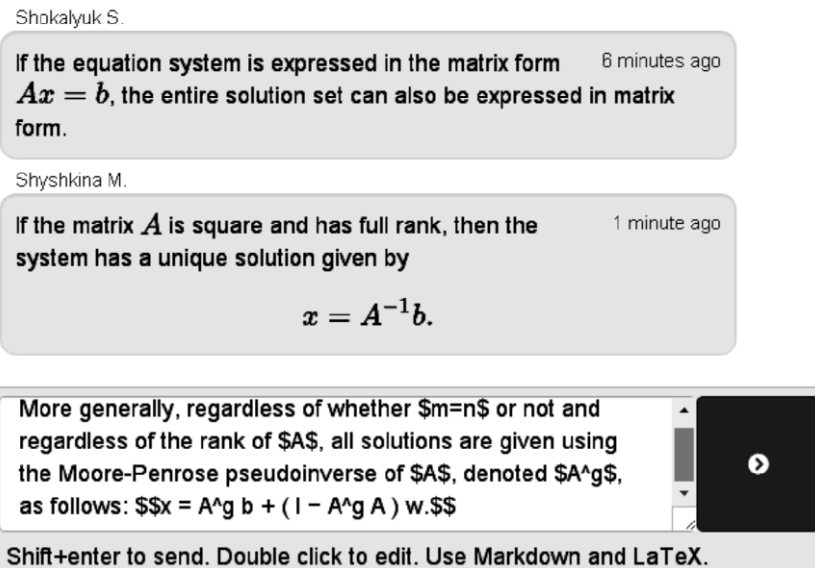 Shokalyuk S.
If the equation system is expressed in the matrix form 6 minutes ago
Ax = b, the entire solution set can also be expressed in matrix
form.
Shyshkina M.
If the matrix A is square and has full rank, then the 1 minute ago
system has a unique solution given by
x = A⁻¹b.
More generally, regardless of whether $m=n$ or not and
regardless of the rank of $A$, all solutions are given using
the Moore-Penrose pseudoinverse of $A$, denoted $A^g$,
as follows: $$x = A^g b + ( I − A^g A ) w.$$
Shift+enter to send. Double click to edit. Use Markdown and LaTeX.